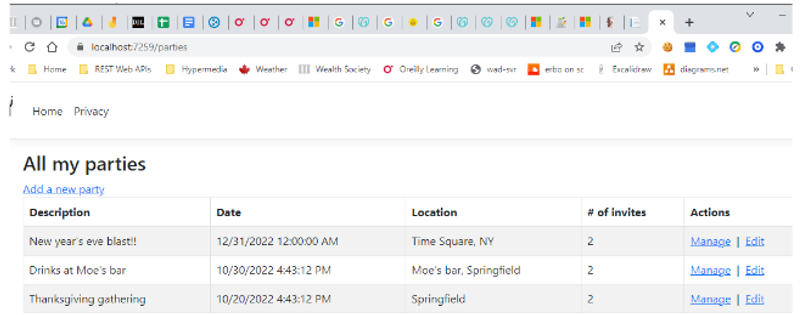 localhost:7259/parties
Home REST Web APIs Hypermedia Weather Wealth Society Oreilly Learning wad-svr erbo on sc Excalidraw diagrams.net »
Home Privacy
All my parties
Add a new party
Description Date Location # of invites Actions
New year's eve blast!! 12/31/2022 12:00:00 AM Time Square, NY 2 Manage | Edit
Drinks at Moe's bar 10/30/2022 4:43:12 PM Moe's bar, Springfield 2 Manage | Edit
Thanksgiving gathering 10/20/2022 4:43:12 PM Springfield 2 Manage | Edit